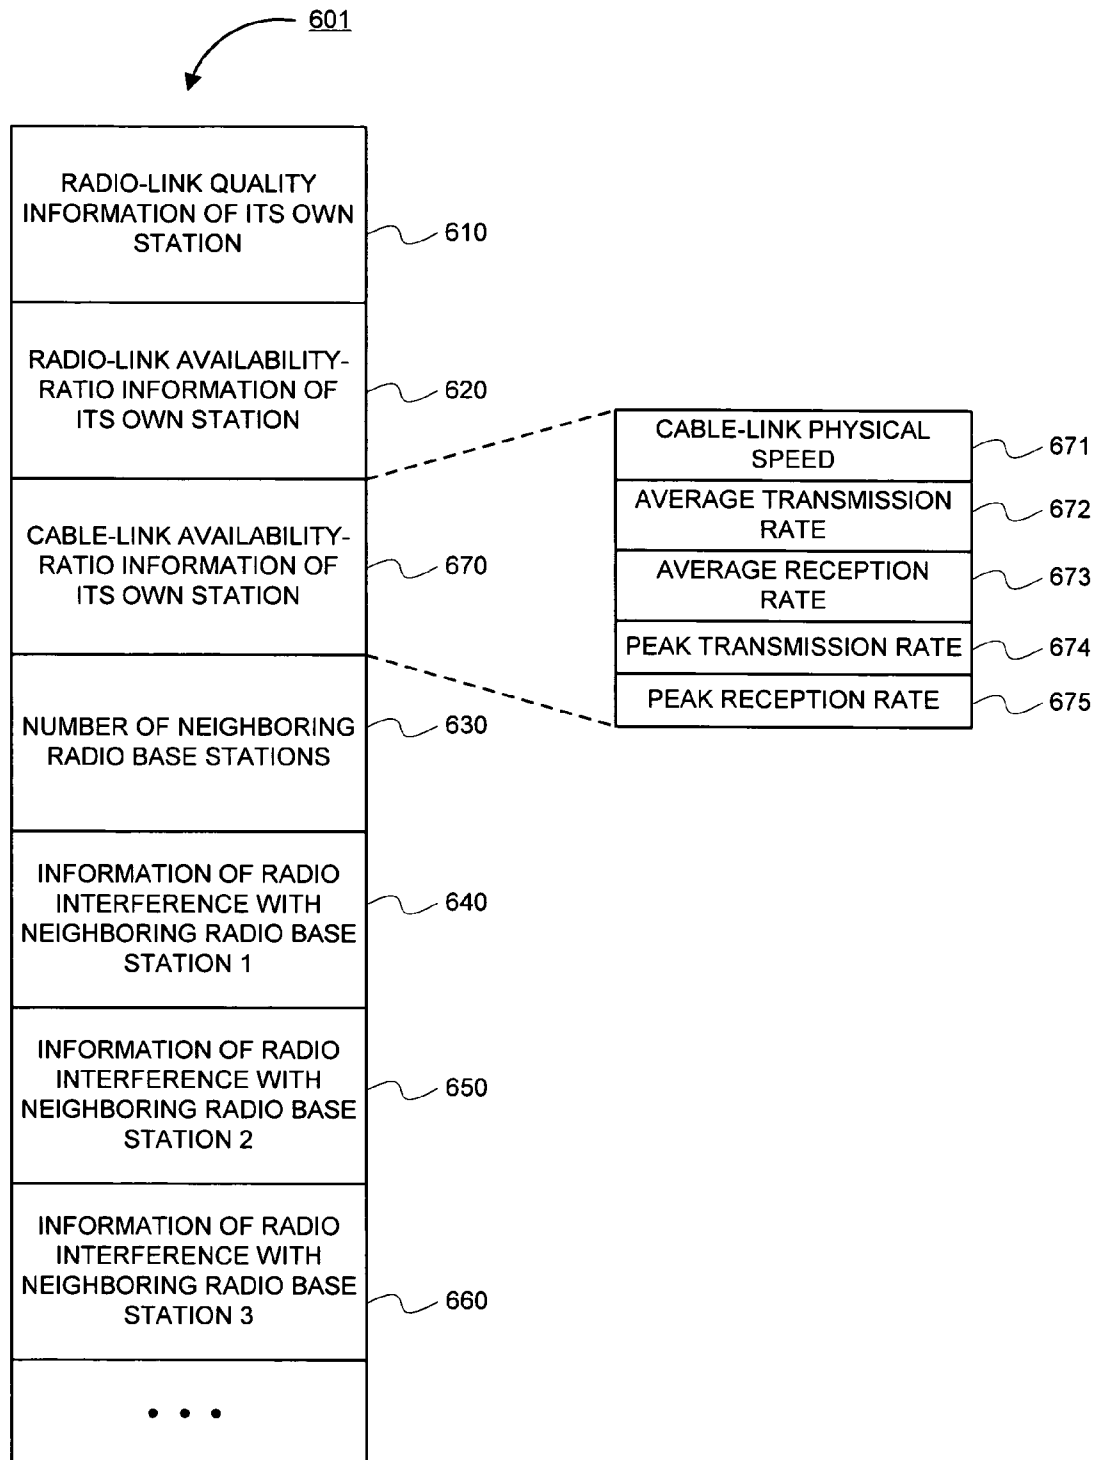 601
RADIO-LINK QUALITY
INFORMATION OF ITS OWN
STATION
610
RADIO-LINK AVAILABILITY-
RATIO INFORMATION OF
ITS OWN STATION
620
CABLE-LINK AVAILABILITY-
RATIO INFORMATION OF
ITS OWN STATION
670
CABLE-LINK PHYSICAL
SPEED
671
AVERAGE TRANSMISSION
RATE
672
AVERAGE RECEPTION
RATE
673
PEAK TRANSMISSION RATE
674
PEAK RECEPTION RATE
675
NUMBER OF NEIGHBORING
RADIO BASE STATIONS
630
INFORMATION OF RADIO
INTERFERENCE WITH
NEIGHBORING RADIO BASE
STATION 1
640
INFORMATION OF RADIO
INTERFERENCE WITH
NEIGHBORING RADIO BASE
STATION 2
650
INFORMATION OF RADIO
INTERFERENCE WITH
NEIGHBORING RADIO BASE
STATION 3
660
• • •